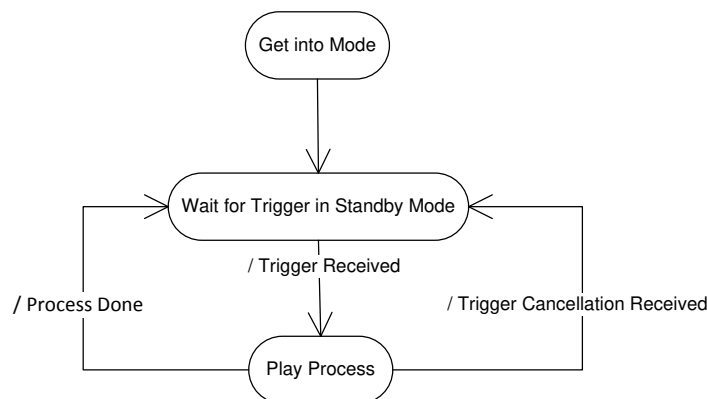 Get into Mode
Wait for Trigger in Standby Mode
/ Trigger Received
/ Process Done
/ Trigger Cancellation Received
Play Process